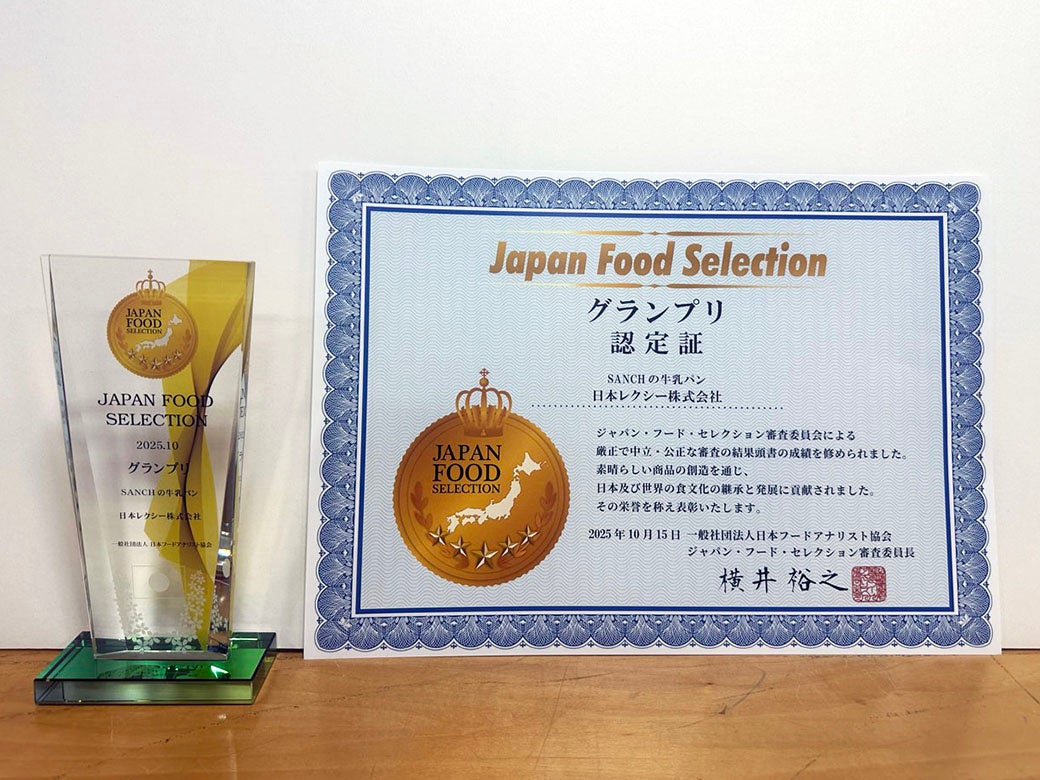 JAPAN
FOOD
SELECTION
JAPAN FOOD
SELECTION
2025.10
グランプリ
SANCHの牛乳パン
日本レクシー株式会社
一般社団法人 日本フードアナリスト協会
Japan Food Selection
グランプリ
認定証
SANCHの牛乳パン
日本レクシー株式会社
JAPAN
FOOD
SELECTION
ジャパン・フード・セレクション審査委員会による
厳正で中立・公正な審査の結果頭書の成績を修められました。
素晴らしい商品の創造を通じ、
日本及び世界の食文化の継承と発展に貢献されました。
その栄誉を称え表彰いたします。
2025年10月15日 一般社団法人日本フードアナリスト協会
ジャパン・フード・セレクション審査委員長
横井裕之